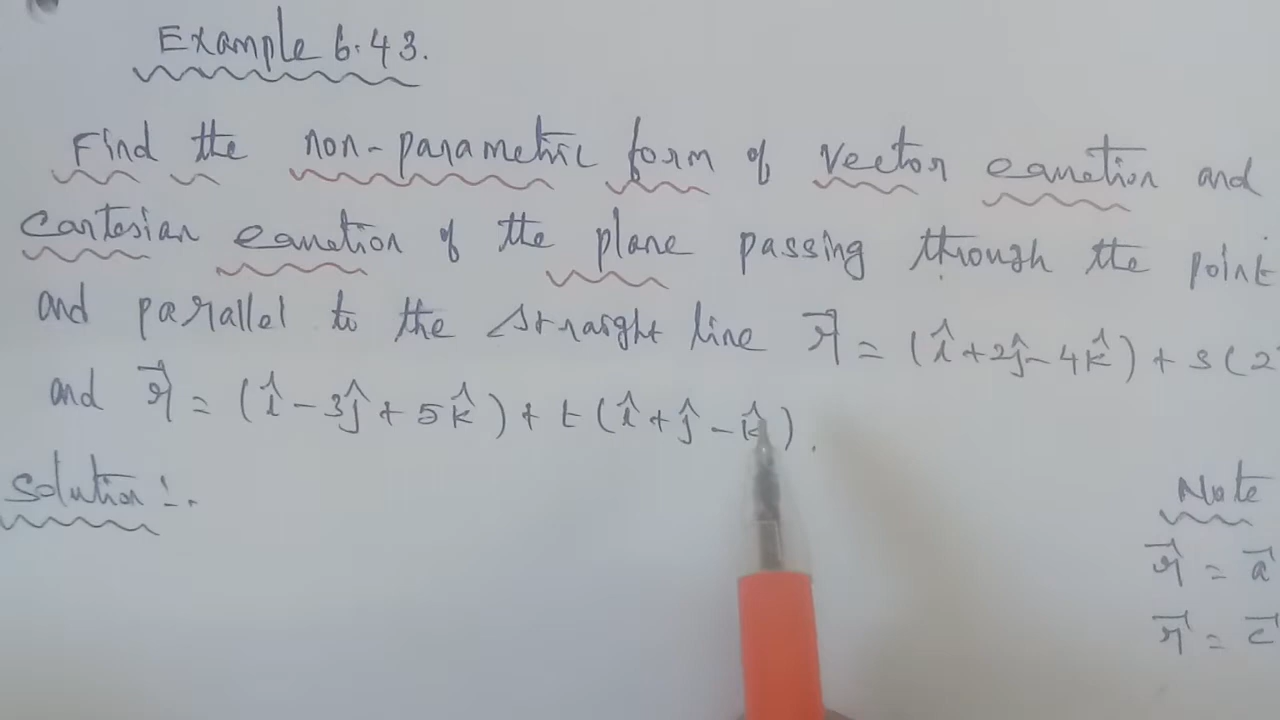 Example 6.43.
Find the non-parametric form of vector equation and
Cartesian equation of the plane passing through the point
and parallel to the straight line r⃗ = (î + 2ĵ - 4k̂) + s(2
and r⃗ = (î - 3ĵ + 5k̂) + t(î + ĵ - k̂).
Solution:-
Note
r⃗ = a⃗
r⃗ = c⃗